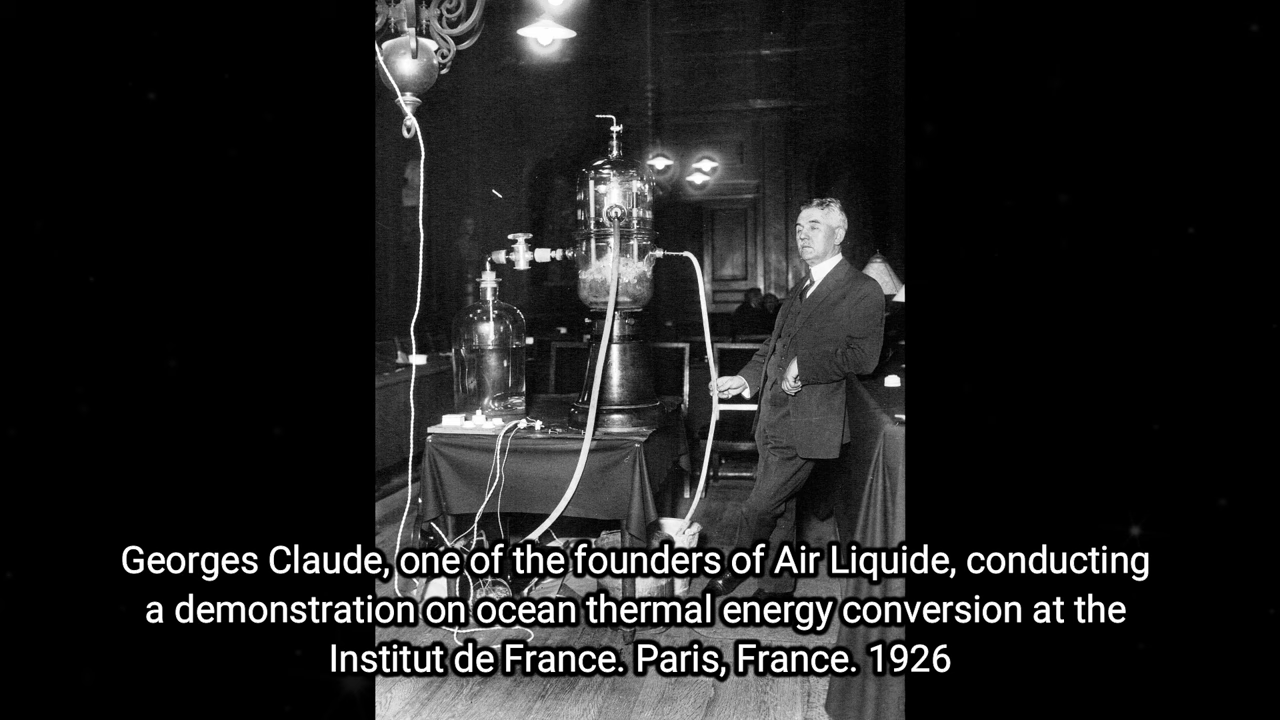 Georges Claude, one of the founders of Air Liquide, conducting
a demonstration on ocean thermal energy conversion at the
Institut de France. Paris, France. 1926